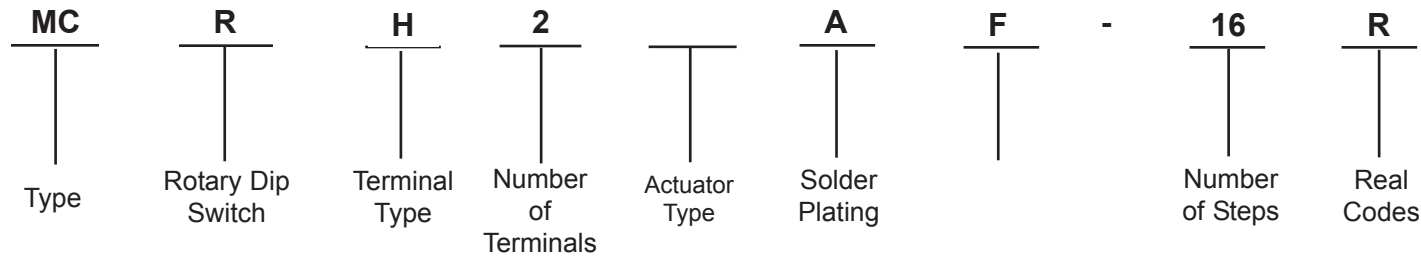 MC R H 2 A F - 16 R
Type
Rotary Dip
Switch
Terminal
Type
Number
of
Terminals
Actuator
Type
Solder
Plating
Number
of Steps
Real
Codes